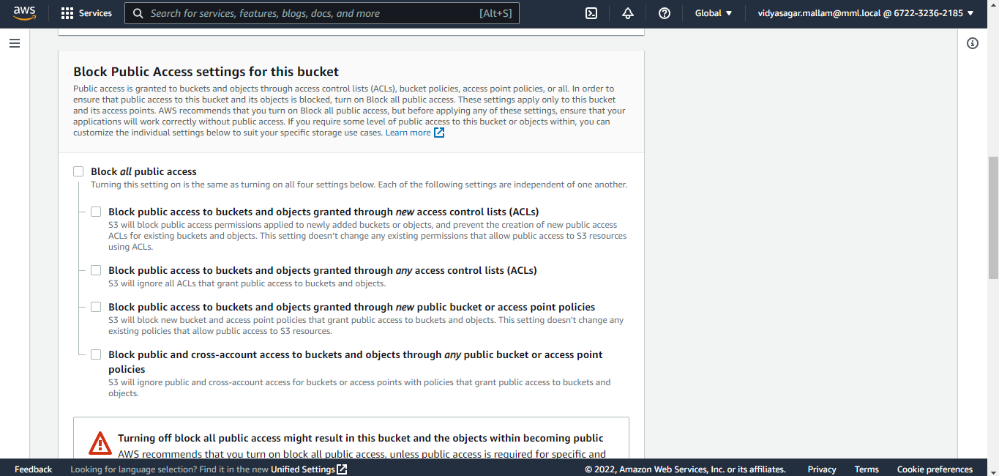 aws
Services
Search for services, features, blogs, docs, and more
[Alt+S]
Global
vidyasagar.mallam@mml.local @ 6722-3236-2185
Block Public Access settings for this bucket
Public access is granted to buckets and objects through access control lists (ACLs), bucket policies, access point policies, or all. In order to
ensure that public access to this bucket and its objects is blocked, turn on Block all public access. These settings apply only to this bucket
and its access points. AWS recommends that you turn on Block all public access, but before applying any of these settings, ensure that your
applications will work correctly without public access. If you require some level of public access to this bucket or objects within, you can
customize the individual settings below to suit your specific storage use cases. Learn more
Block all public access
Turning this setting on is the same as turning on all four settings below. Each of the following settings are independent of one another.
Block public access to buckets and objects granted through new access control lists (ACLs)
S3 will block public access permissions applied to newly added buckets or objects, and prevent the creation of new public access
ACLs for existing buckets and objects. This setting doesn't change any existing permissions that allow public access to S3 resources
using ACLs.
Block public access to buckets and objects granted through any access control lists (ACLs)
S3 will ignore all ACLs that grant public access to buckets and objects.
Block public access to buckets and objects granted through new public bucket or access point policies
S3 will block new bucket and access point policies that grant public access to buckets and objects. This setting doesn't change any
existing policies that allow public access to S3 resources.
Block public and cross-account access to buckets and objects through any public bucket or access point
policies
S3 will ignore public and cross-account access for buckets or access points with policies that grant public access to buckets and
objects.
Turning off block all public access might result in this bucket and the objects within becoming public
AWS recommends that you turn on block all public access, unless public access is required for specific and
Feedback
Looking for language selection? Find it in the new Unified Settings
© 2022, Amazon Web Services, Inc. or its affiliates.
Privacy
Terms
Cookie preferences